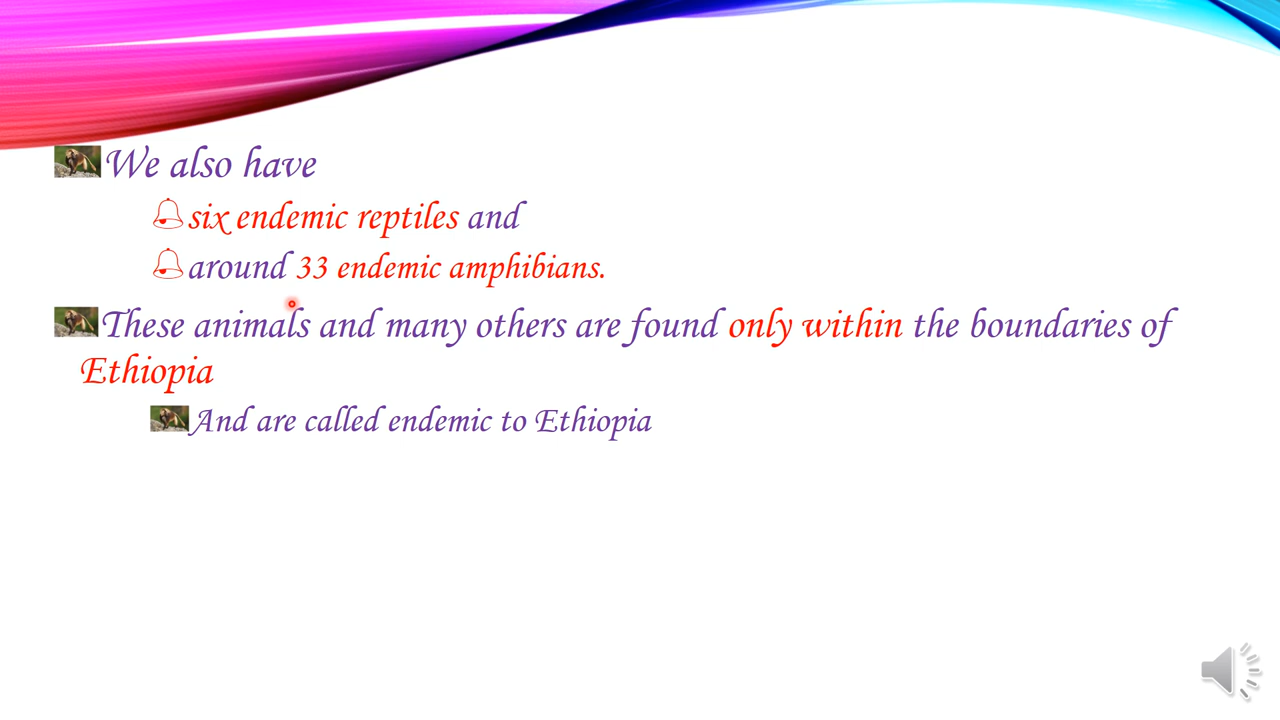 We also have
six endemic reptiles and
around 33 endemic amphibians.
These animals and many others are found only within the boundaries of
Ethiopia
And are called endemic to Ethiopia